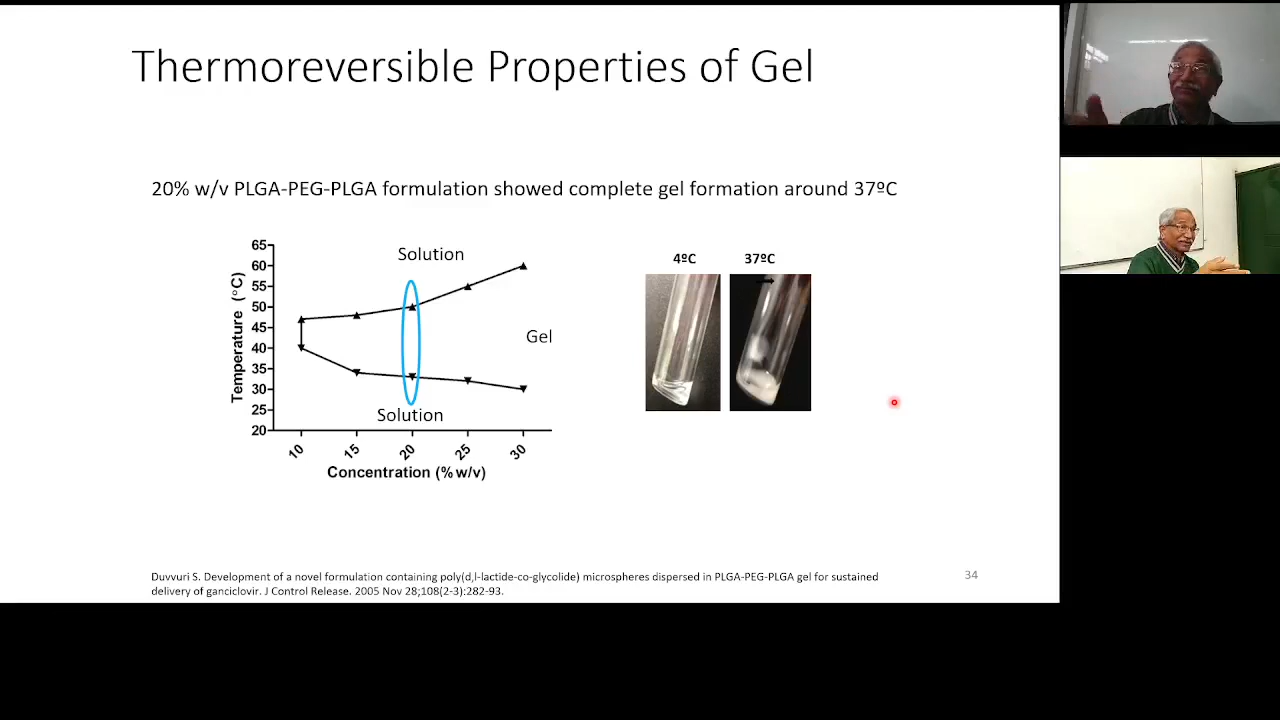 Thermoreversible Properties of Gel
20% w/v PLGA-PEG-PLGA formulation showed complete gel formation around 37ºC
65
60
55
50
45
40
35
30
25
20
Temperature (°C)
Solution
Gel
Solution
10
15
20
25
30
Concentration (% w/v)
4ºC
37ºC
Duvvuri S. Development of a novel formulation containing poly(d,l-lactide-co-glycolide) microspheres dispersed in PLGA-PEG-PLGA gel for sustained
delivery of ganciclovir. J Control Release. 2005 Nov 28;108(2-3):282-93.
34